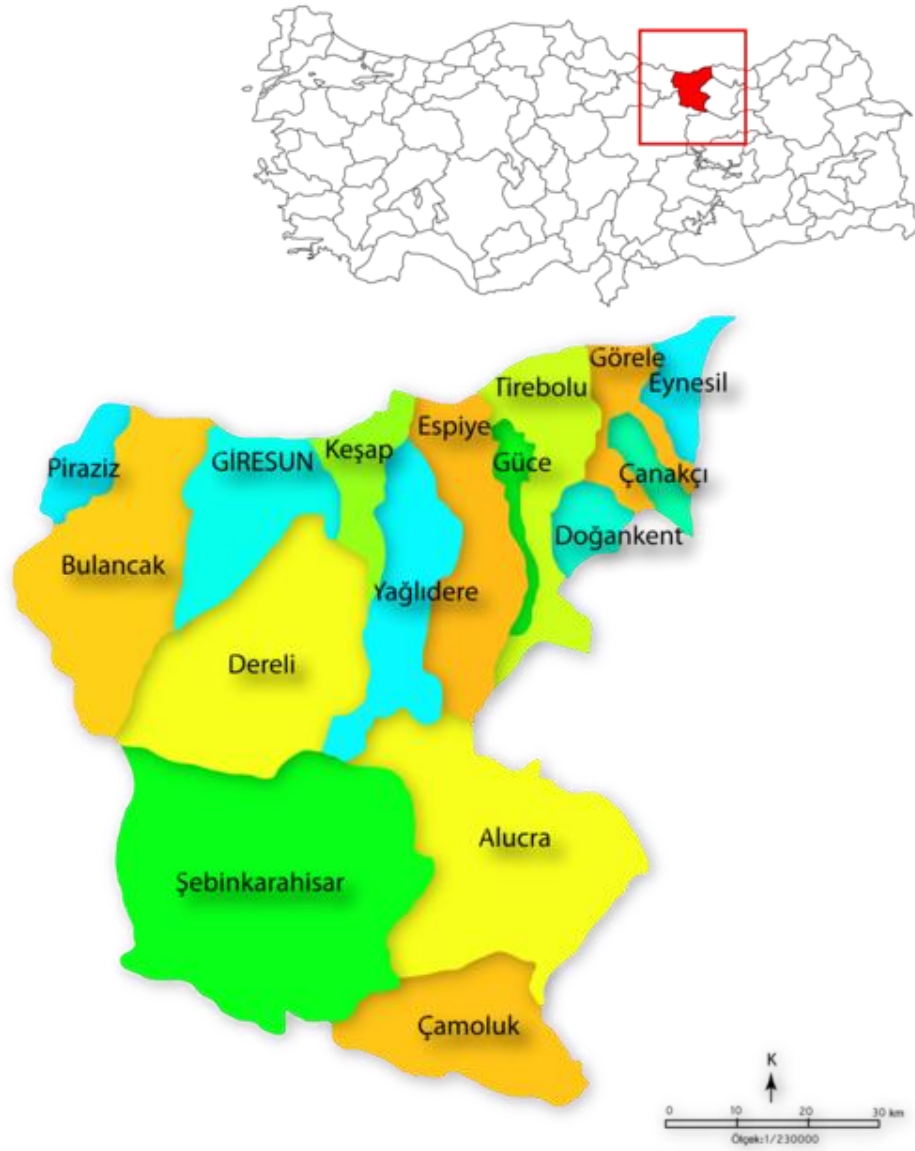 Görele
Eynesil
Tirebolu
Espiye
Keşap
GİRESUN
Piraziz
Güce
Çanakçı
Doğankent
Bulancak
Yağlıdere
Dereli
Alucra
Şebinkarahisar
Çamoluk
K
0 10 20 30 km
Ölçek:1/230000